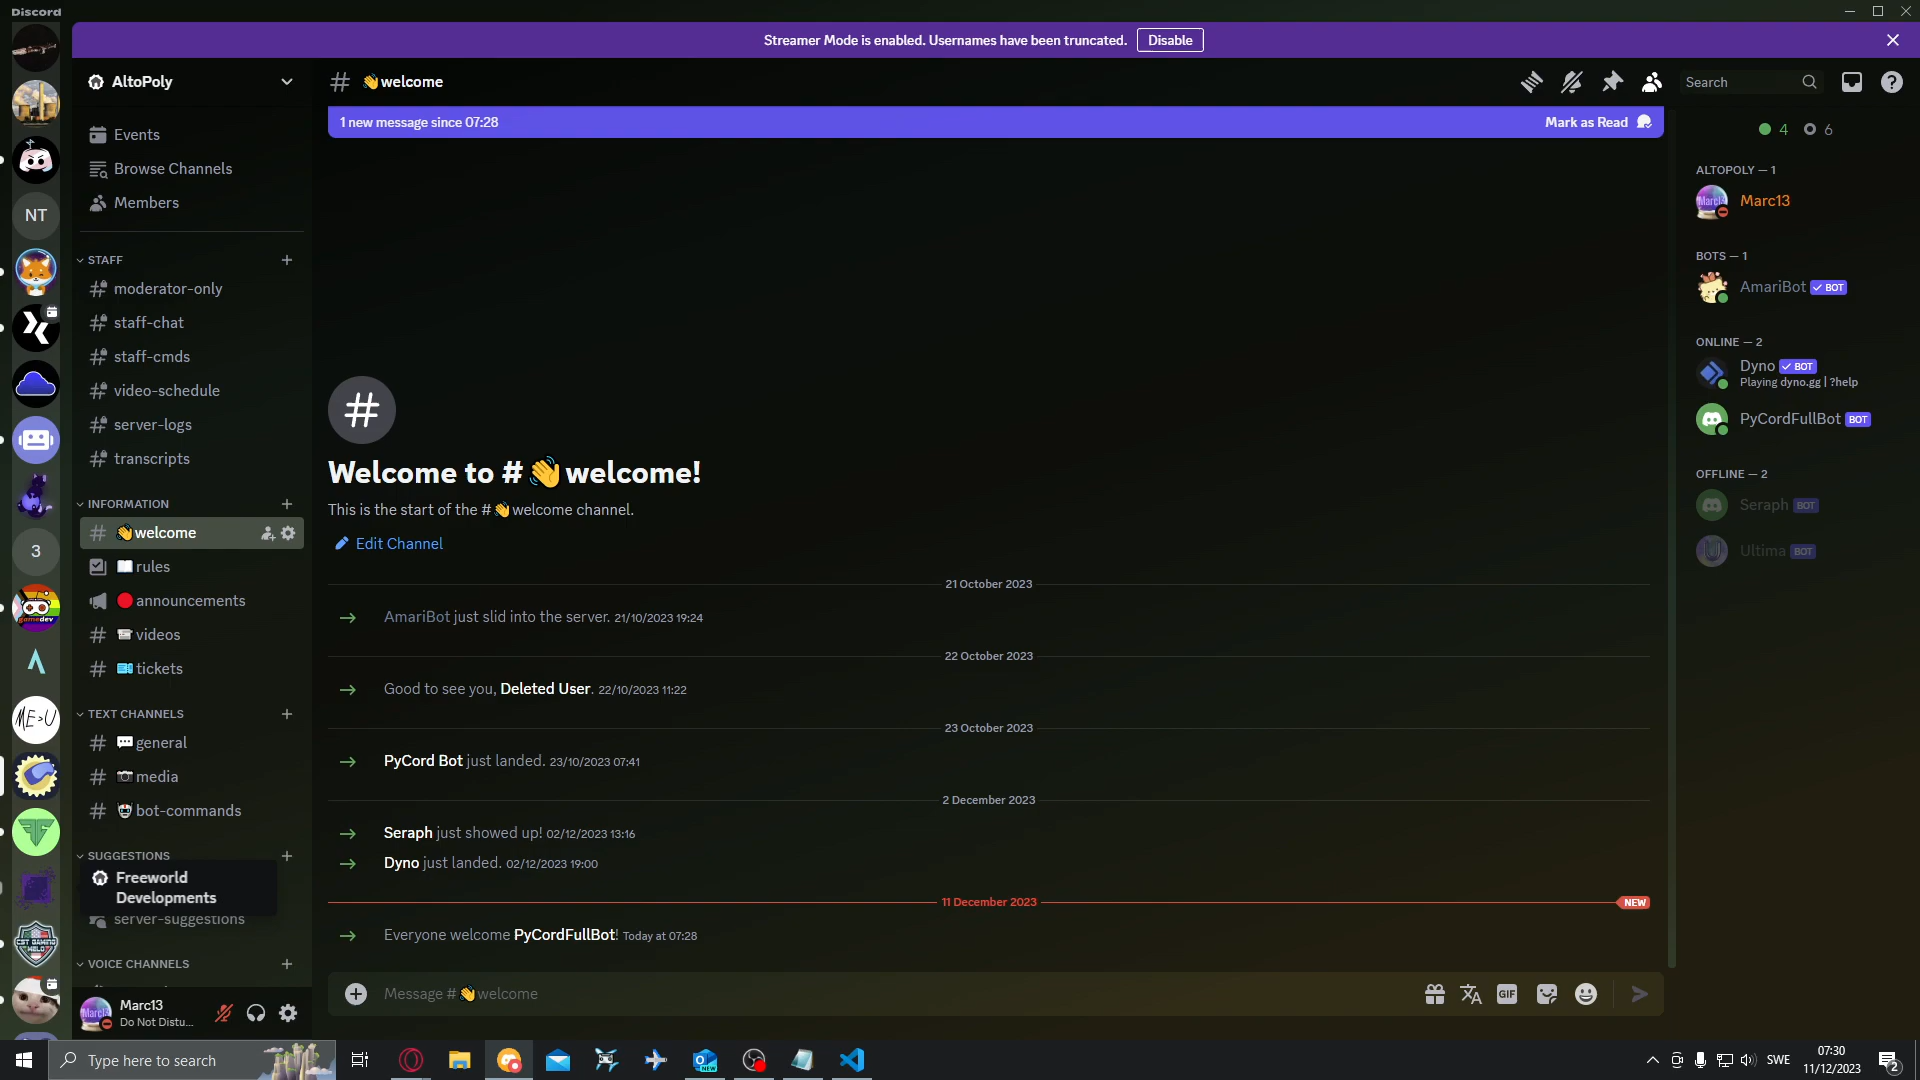 Discord
Streamer Mode is enabled. Usernames have been truncated.
Disable
AltoPoly
Events
Browse Channels
Members
STAFF
moderator-only
staff-chat
staff-cmds
video-schedule
server-logs
transcripts
INFORMATION
👋welcome
📖rules
🔴announcements
videos
🎟tickets
TEXT CHANNELS
💬general
📷media
bot-commands
SUGGESTIONS
Freeworld
Developments
server-suggestions
VOICE CHANNELS
NT
3
gamedev
ME>U
Marc13
Do Not Distu...
# 👋welcome
Search
1 new message since 07:28
Mark as Read
Welcome to #👋welcome!
This is the start of the #👋welcome channel.
Edit Channel
21 October 2023
AmariBot just slid into the server. 21/10/2023 19:24
22 October 2023
Good to see you, Deleted User. 22/10/2023 11:22
23 October 2023
PyCord Bot just landed. 23/10/2023 07:41
2 December 2023
Seraph just showed up! 02/12/2023 13:16
Dyno just landed. 02/12/2023 19:00
11 December 2023
NEW
Everyone welcome PyCordFullBot! Today at 07:28
Message #👋welcome
GIF
4 6
ALTOPOLY — 1
Marc13
BOTS — 1
AmariBot BOT
ONLINE — 2
Dyno BOT
Playing dyno.gg | ?help
PyCordFullBot BOT
OFFLINE — 2
Seraph BOT
Ultima BOT
Type here to search
NEW
SWE
07:30
11/12/2023
2